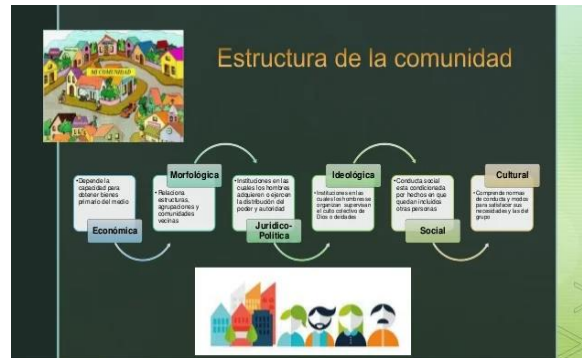 Estructura de la comunidad
MI COMUNIDAD
•Depende la
capacidad para
obtener bienes
primario del medio
Económica
Morfológica
•Relaciona
estructuras,
agrupaciones y
comunidades
vecinas
•Instituciones en las
cuales los hombres
adquieren o ejercen
la distribución del
poder y autoridad
Juridico-
Política
Ideológica
•Instituciones en las
cuales los hombres se
organizan supervisan
el culto colectivo de
Dios o deidades
•Conducta social
esta condicionada
por hechos en que
quedan incluidos
otras personas
Social
Cultural
•Comprende normas
de conducta y modos
para satisfacer sus
necesidades y las del
grupo